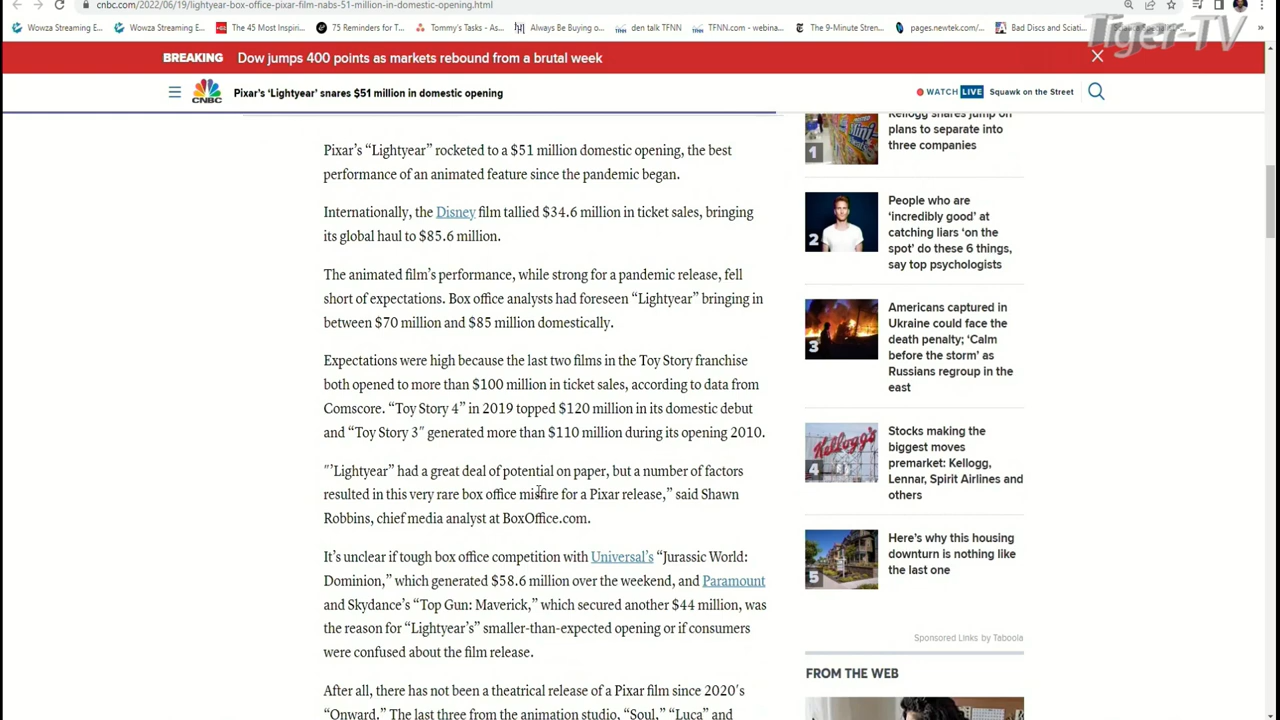 cnbc.com/2022/06/19/lightyear-box-office-pixar-film-nabs-51-million-in-domestic-opening.html
Wowza Streaming E... Wowza Streaming E... The 45 Most Inspiri... 75 Reminders for T... Tommy's Tasks - As... Always Be Buying o... den talk TFNN TFNN.com - webina... The 9-Minute Stren... pages.newtek.com/... Bad Discs and Sciati...
Tiger-TV
BREAKING Dow jumps 400 points as markets rebound from a brutal week
CNBC
Pixar's 'Lightyear' snares $51 million in domestic opening
WATCH LIVE Squawk on the Street
Pixar's “Lightyear” rocketed to a $51 million domestic opening, the best
performance of an animated feature since the pandemic began.
Internationally, the Disney film tallied $34.6 million in ticket sales, bringing
its global haul to $85.6 million.
The animated film's performance, while strong for a pandemic release, fell
short of expectations. Box office analysts had foreseen “Lightyear” bringing in
between $70 million and $85 million domestically.
Expectations were high because the last two films in the Toy Story franchise
both opened to more than $100 million in ticket sales, according to data from
Comscore. “Toy Story 4” in 2019 topped $120 million in its domestic debut
and “Toy Story 3” generated more than $110 million during its opening 2010.
"'Lightyear” had a great deal of potential on paper, but a number of factors
resulted in this very rare box office misfire for a Pixar release,” said Shawn
Robbins, chief media analyst at BoxOffice.com.
It's unclear if tough box office competition with Universal's “Jurassic World:
Dominion,” which generated $58.6 million over the weekend, and Paramount
and Skydance's “Top Gun: Maverick,” which secured another $44 million, was
the reason for “Lightyear's” smaller-than-expected opening or if consumers
were confused about the film release.
After all, there has not been a theatrical release of a Pixar film since 2020's
“Onward.” The last three from the animation studio, “Soul,” “Luca” and
1
Kellogg shares jump on
plans to separate into
three companies
2
People who are
'incredibly good' at
catching liars 'on the
spot' do these 6 things,
say top psychologists
3
Americans captured in
Ukraine could face the
death penalty; 'Calm
before the storm' as
Russians regroup in the
east
Kellogg's
4
Stocks making the
biggest moves
premarket: Kellogg,
Lennar, Spirit Airlines and
others
5
Here's why this housing
downturn is nothing like
the last one
Sponsored Links by Taboola
FROM THE WEB